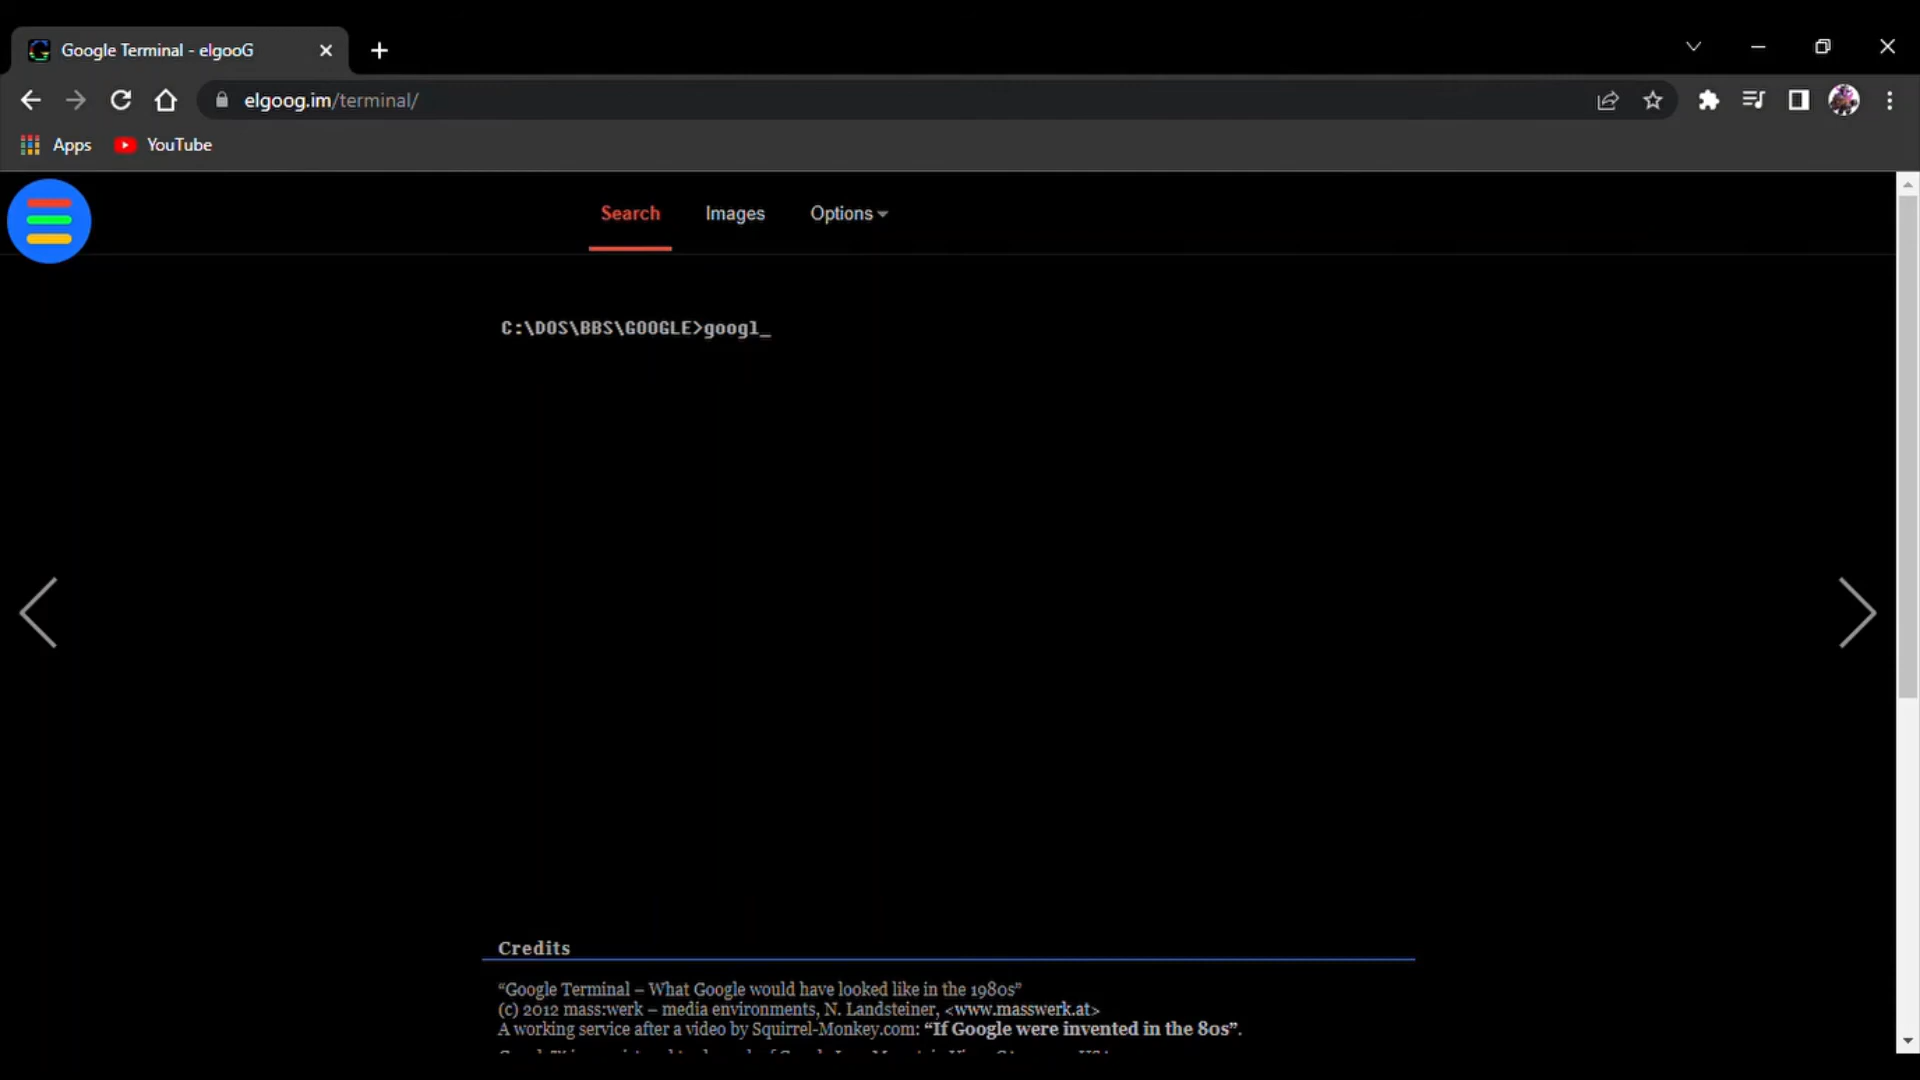 Google Terminal - elgooG
elgoog.im/terminal/
Apps YouTube
Search Images Options
C:\DOS\BBS\GOOGLE>googl_
Credits
“Google Terminal – What Google would have looked like in the 1980s”
(c) 2012 mass:werk – media environments, N. Landsteiner, <www.masswerk.at>
A working service after a video by Squirrel-Monkey.com: “If Google were invented in the 80s”.